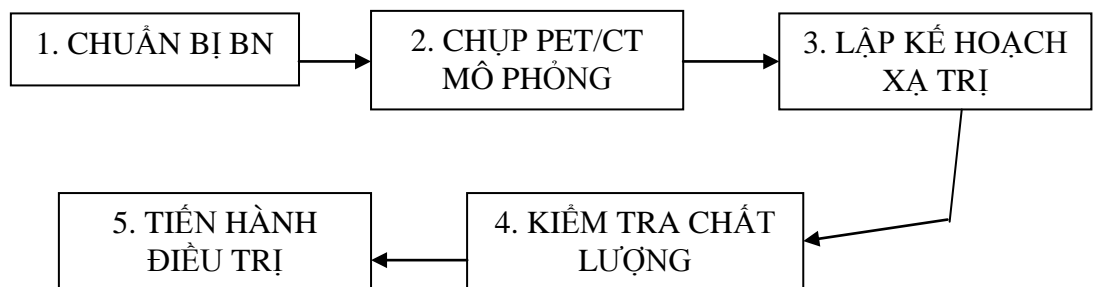 1. CHUẨN BỊ BN
2. CHỤP PET/CT
MÔ PHỎNG
3. LẬP KẾ HOẠCH
XẠ TRỊ
4. KIỂM TRA CHẤT
LƯỢNG
5. TIẾN HÀNH
ĐIỀU TRỊ